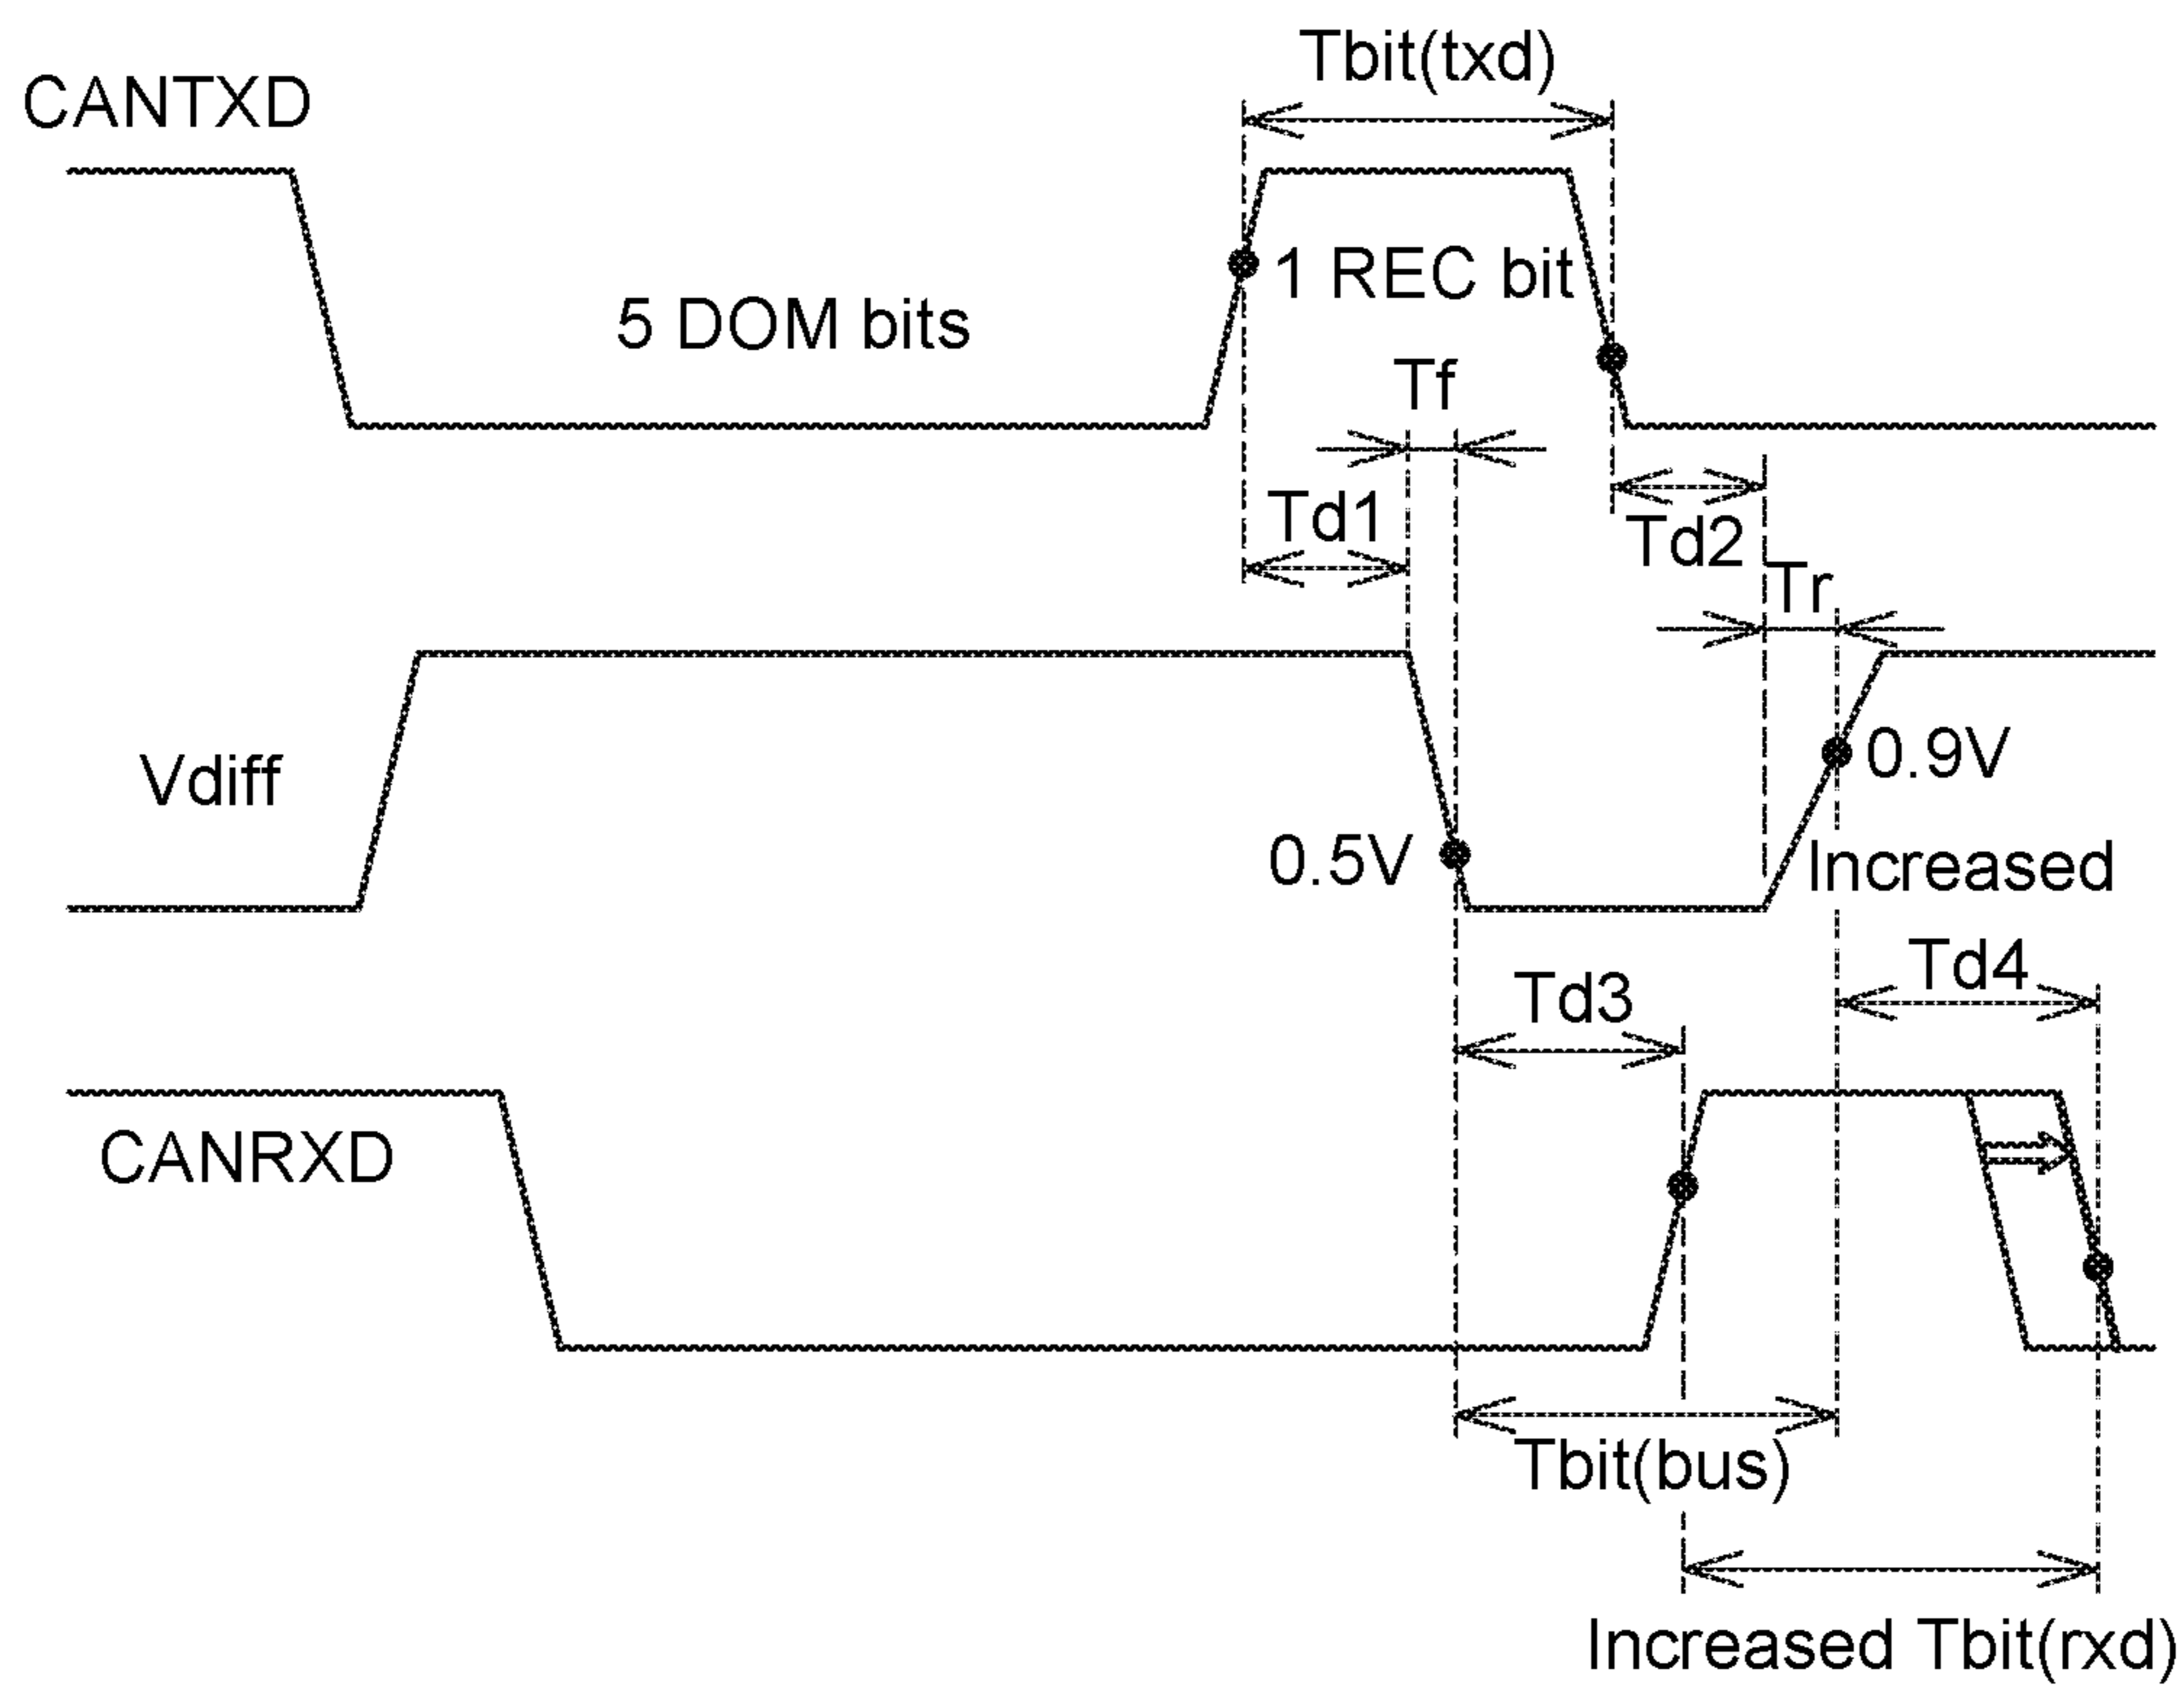 Tbit(txd)
CANTXD
1 REC bit
5 DOM bits
Tf
Td1
Td2
Tr
Vdiff
0.9V
0.5V
Increased
Td4
Td3
CANRXD
Tbit(bus)
Increased Tbit(rxd)